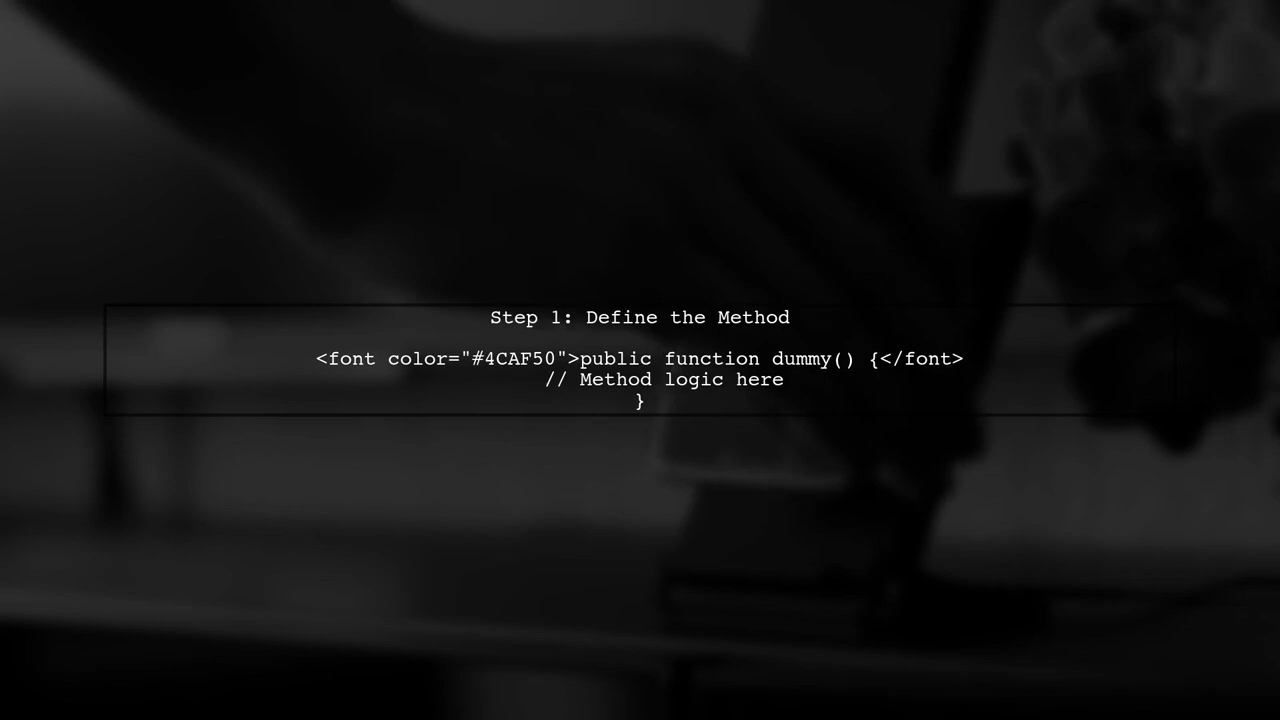 Step 1: Define the Method
<font color="#4CAF50">public function dummy() {</font>
// Method logic here
}